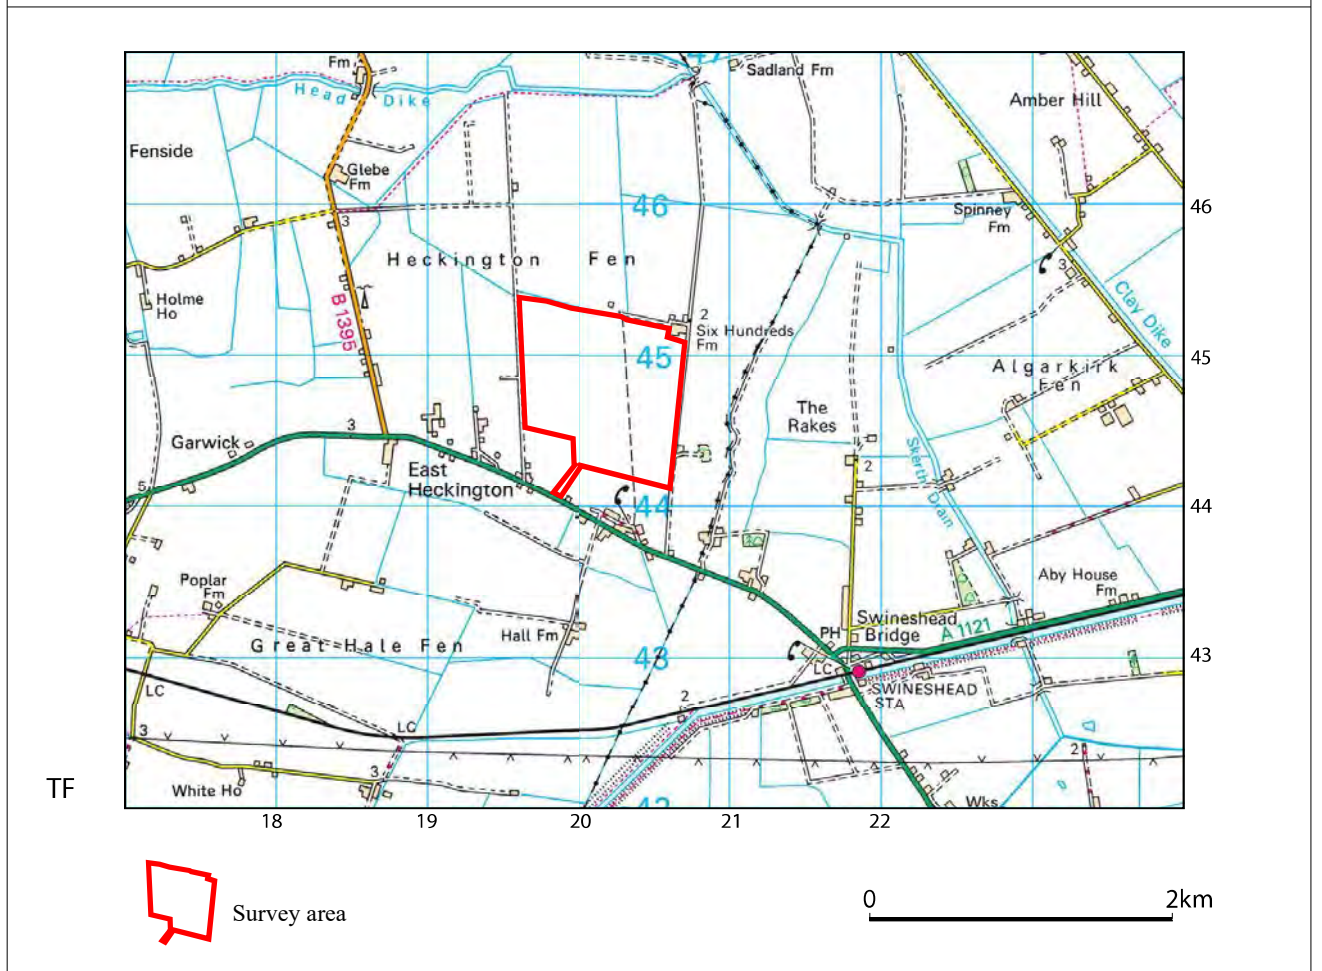 47
Fm
Sadland Fm
Head Dike
Amber Hill
Fenside
Glebe
Fm
46
46
Spinney
Fm
3
Heckington Fen
3
Holme
Ho
B 1395
Clay Dike
2
Six Hundreds
Fm
45
45
Algarkirk
Fen
The
Rakes
3
Garwick
East
Heckington
2
Skerth Drain
5
44
44
Poplar
Fm
Aby House
Fm
Swineshead
Bridge
A 1121
PH
Hall Fm
Great Hale Fen
43
43
LC
LC
SWINESHEAD
STA
2
LC
3
2
3
White Ho
Wks
42
TF
18
19
20
21
22
0
2km
Survey area